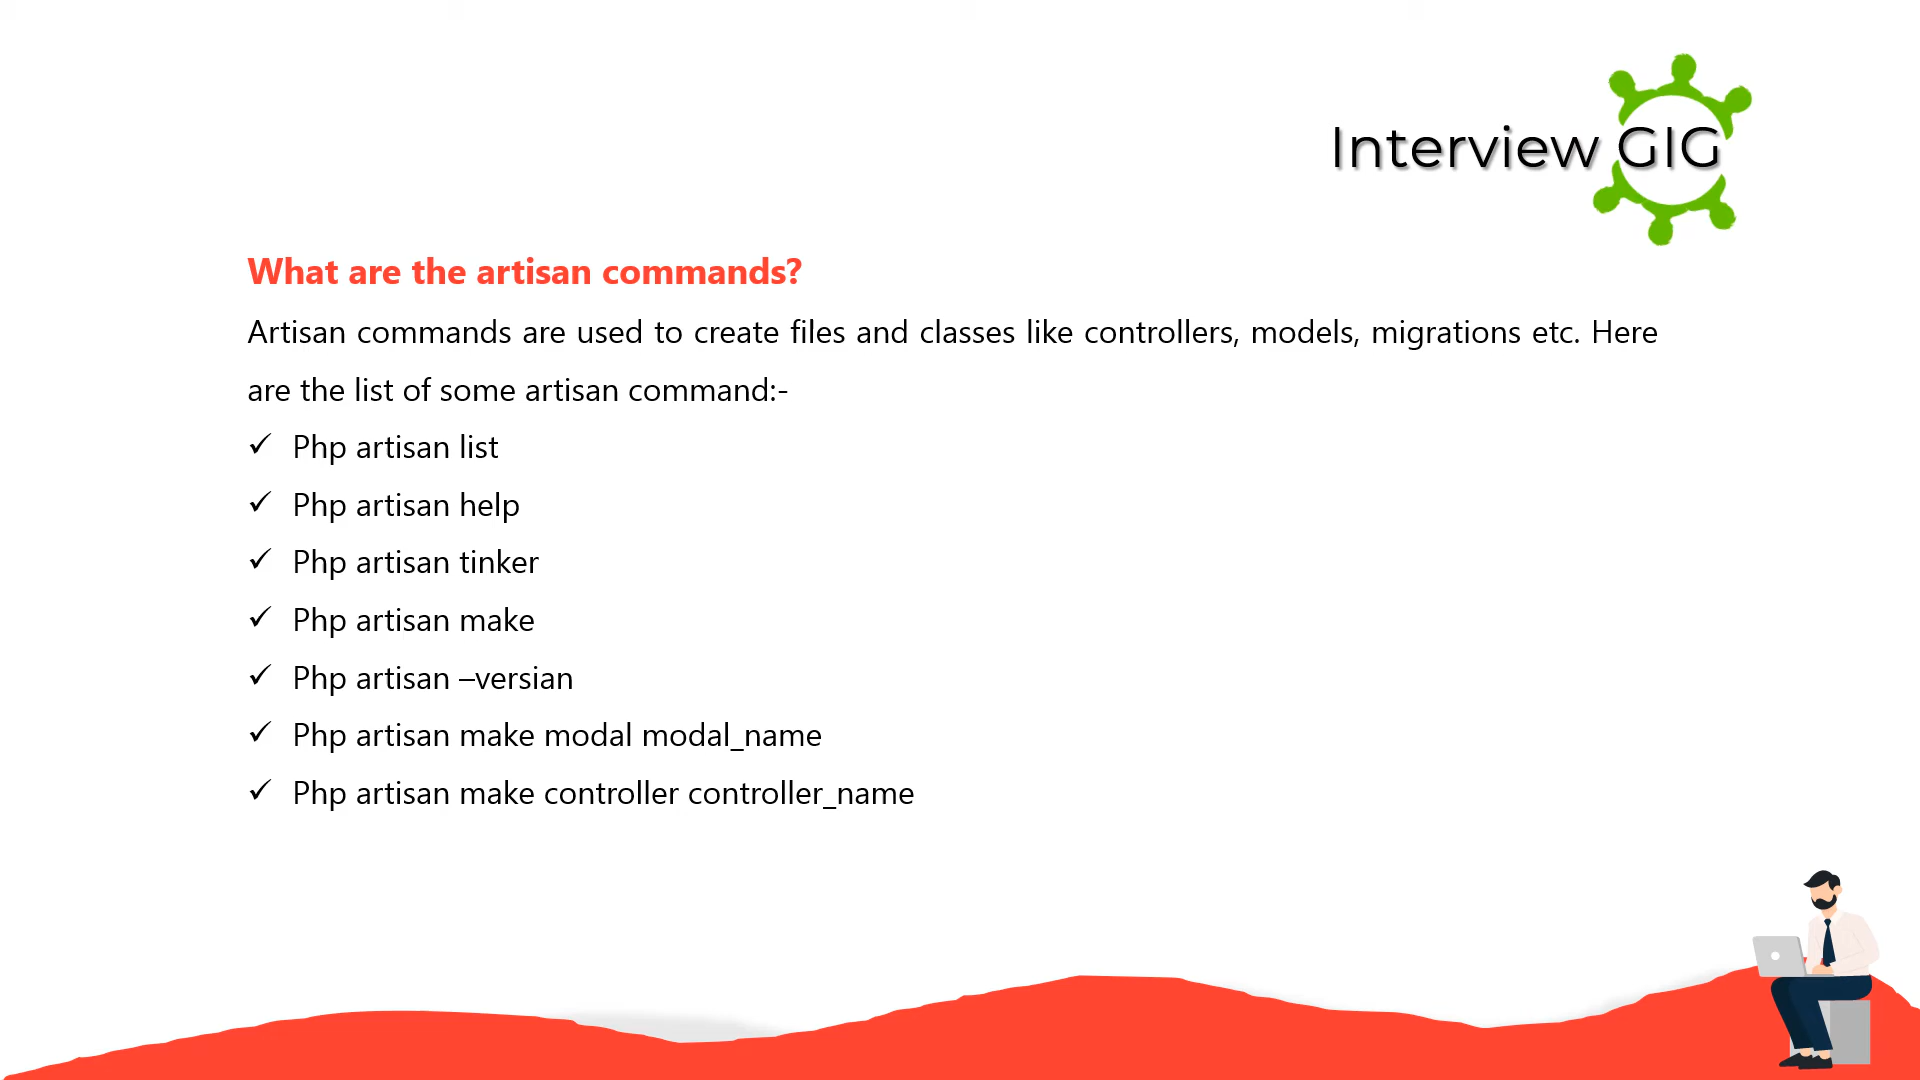 Interview GIG
What are the artisan commands?
Artisan commands are used to create files and classes like controllers, models, migrations etc. Here
are the list of some artisan command:-
✓ Php artisan list
✓ Php artisan help
✓ Php artisan tinker
✓ Php artisan make
✓ Php artisan –versian
✓ Php artisan make modal modal_name
✓ Php artisan make controller controller_name